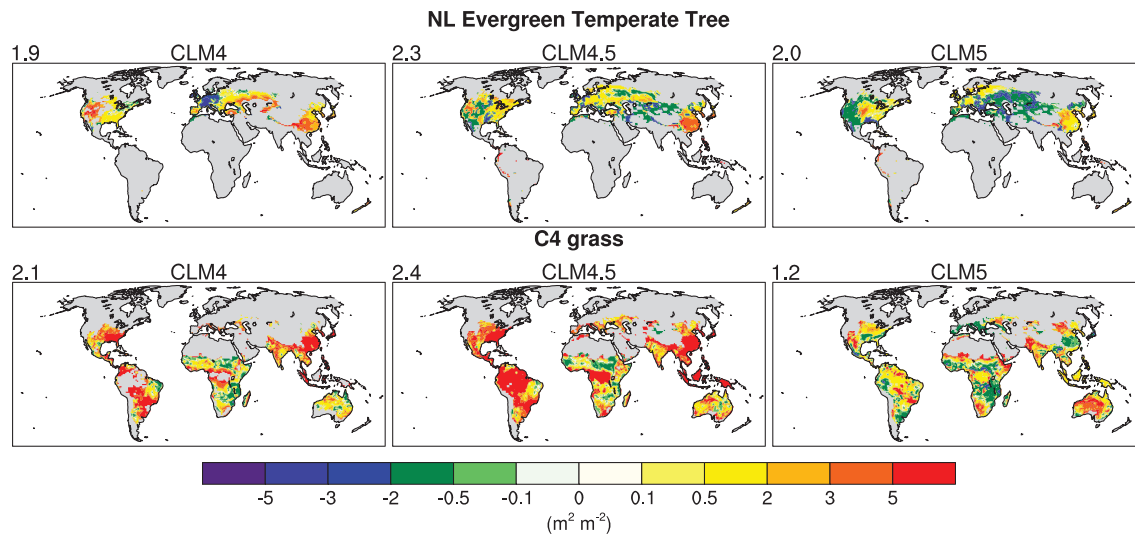 NL Evergreen Temperate Tree
1.9 CLM4 2.3 CLM4.5 2.0 CLM5
C4 grass
2.1 CLM4 2.4 CLM4.5 1.2 CLM5
-5 -3 -2 -0.5 -0.1 0 0.1 0.5 2 3 5
(m² m⁻²)